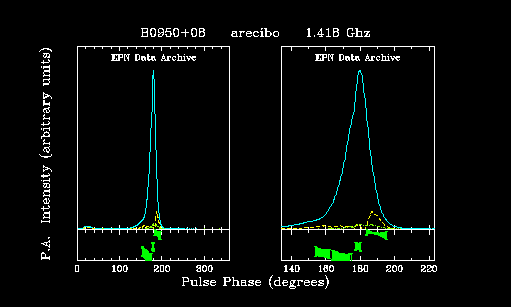 B0950+08 arecibo 1.418 Ghz
EPN Data Archive EPN Data Archive
P.A. Intensity (arbitrary units)
0 100 200 300 140 160 180 200 220
Pulse Phase (degrees)